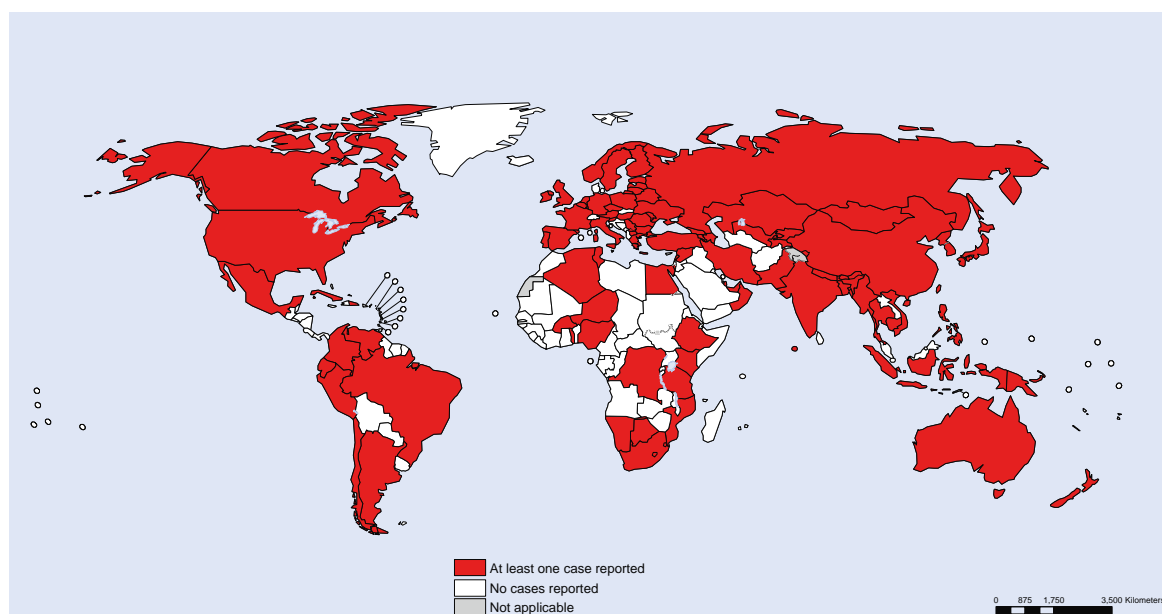 At least one case reported
No cases reported
Not applicable
0 875 1,750 3,500 Kilometers